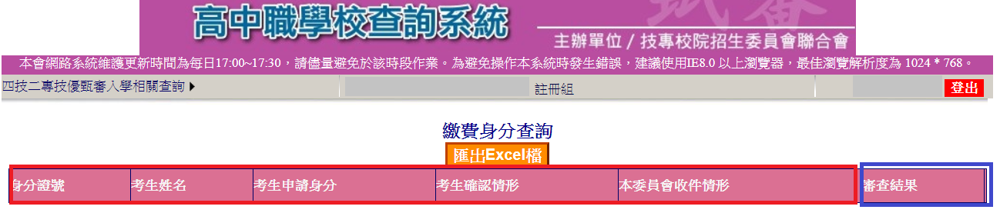 高中職學校查詢系統
主辦單位 / 技專校院招生委員會聯合會
本會網路系統維護更新時間為每日17:00~17:30，請儘量避免於該時段作業。為避免操作本系統時發生錯誤，建議使用IE8.0 以上瀏覽器，最佳瀏覽解析度為 1024 * 768。
四技二專技優甄審入學相關查詢 註冊組 登出
繳費身分查詢
匯出Excel檔
身分證號 考生姓名 考生申請身分 考生確認情形 本委員會收件情形 審查結果